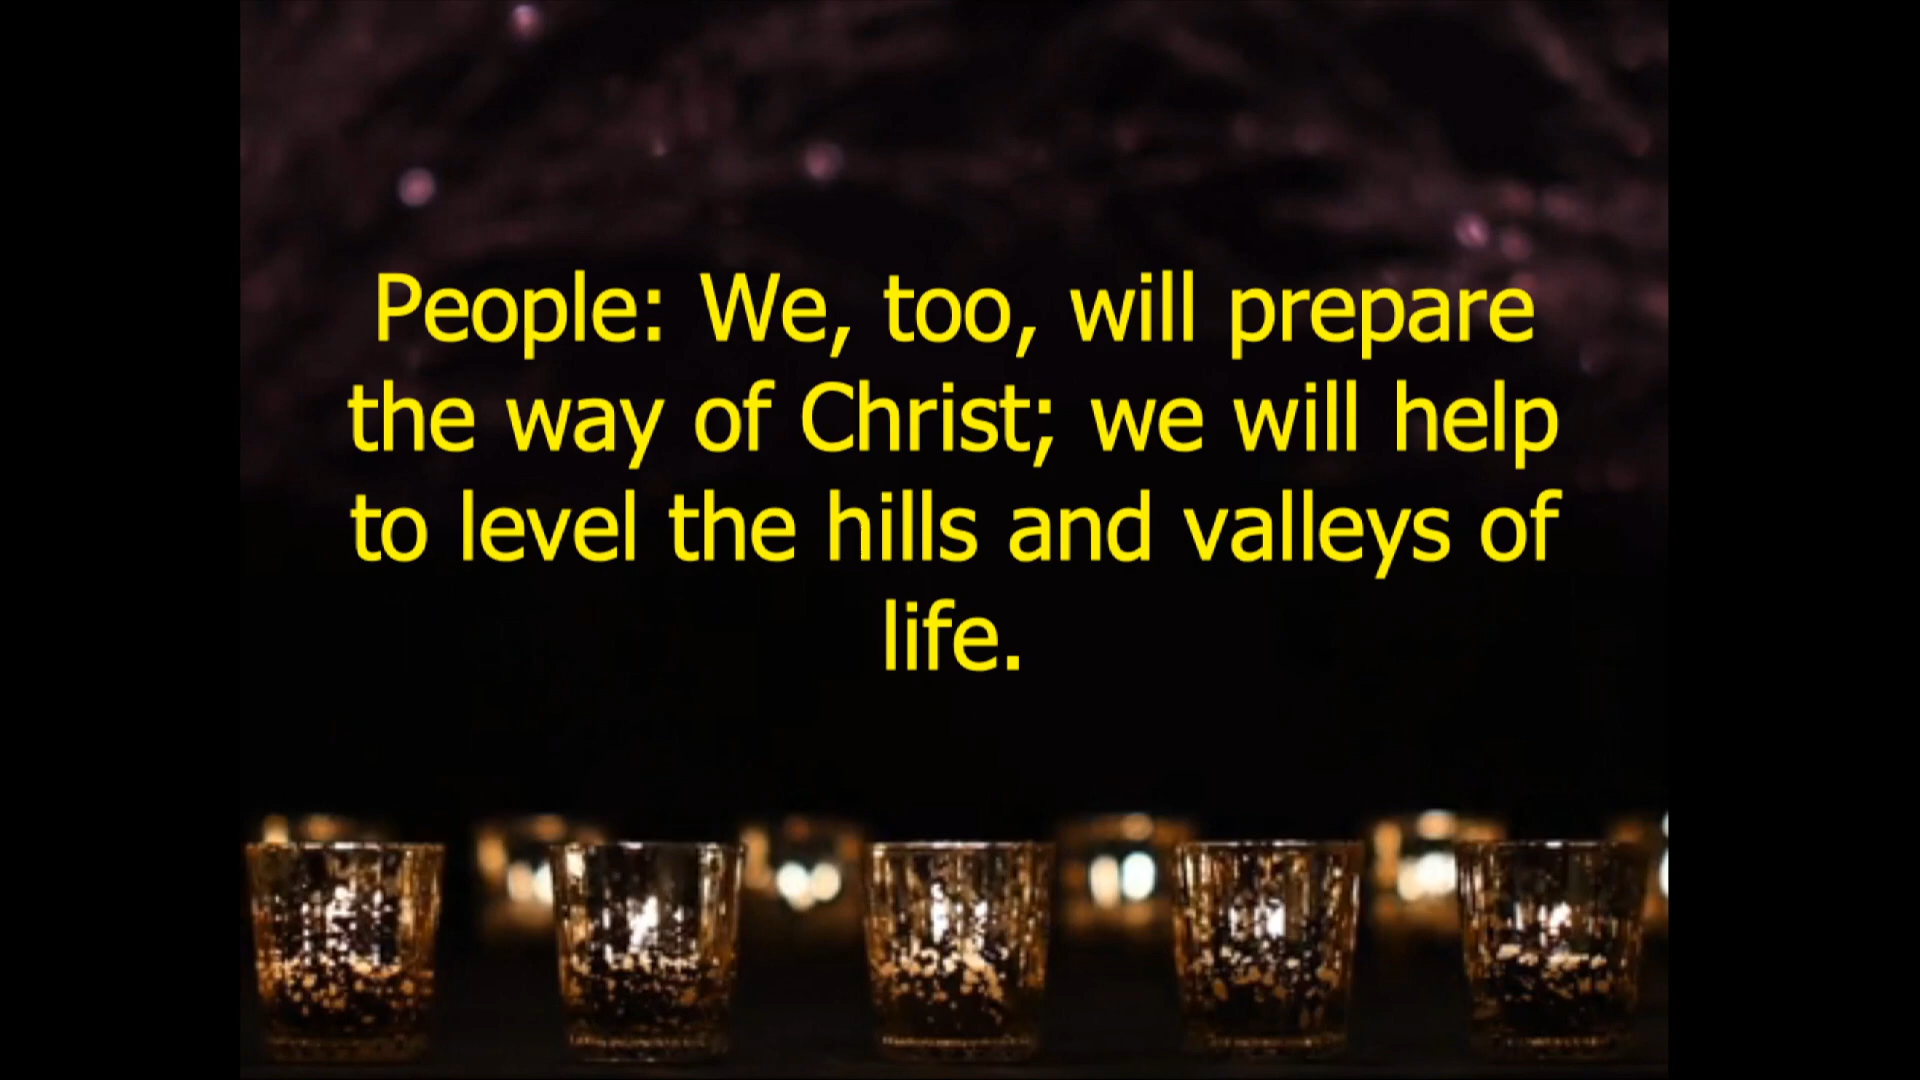 People: We, too, will prepare
the way of Christ; we will help
to level the hills and valleys of
life.